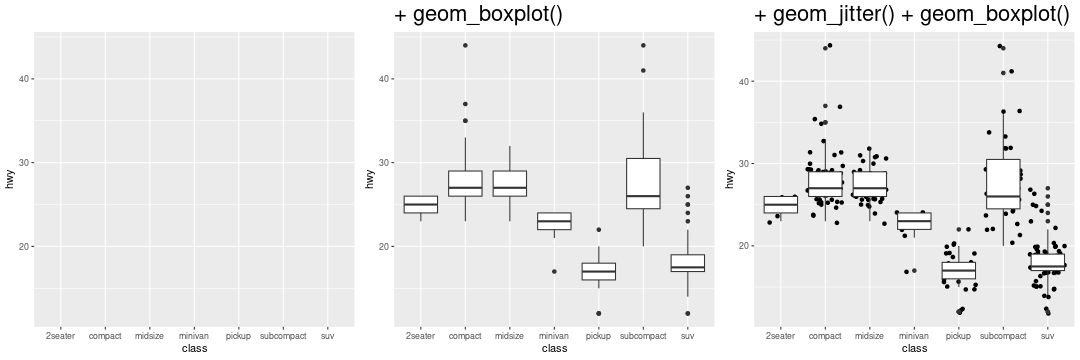 + geom_boxplot()
+ geom_jitter() + geom_boxplot()
40
30
20
hwy
2seater compact midsize minivan pickup subcompact suv
class
40
30
20
hwy
2seater compact midsize minivan pickup subcompact suv
class
40
30
20
hwy
2seater compact midsize minivan pickup subcompact suv
class